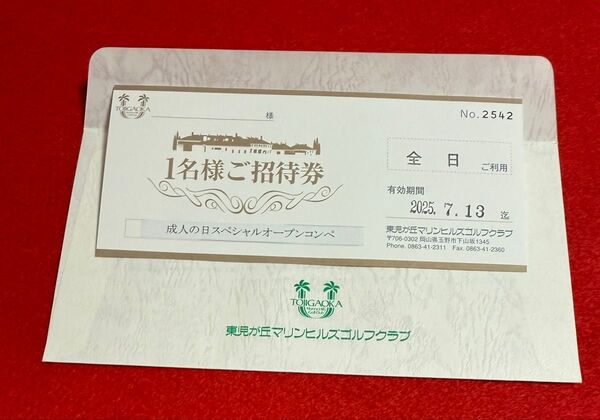 TOJIGAOKA
様
No.2542
1名様ご招待券
成人の日スペシャルオープンコンペ
全日 ご利用
有効期間
2025. 7.13 迄
東児が丘マリンヒルズゴルフクラブ
〒706-0302 岡山県玉野市下山坂1345
Phone. 0863-41-2311 Fax. 0863-41-2360
TOJIGAOKA
東児が丘マリンヒルズゴルフクラブ